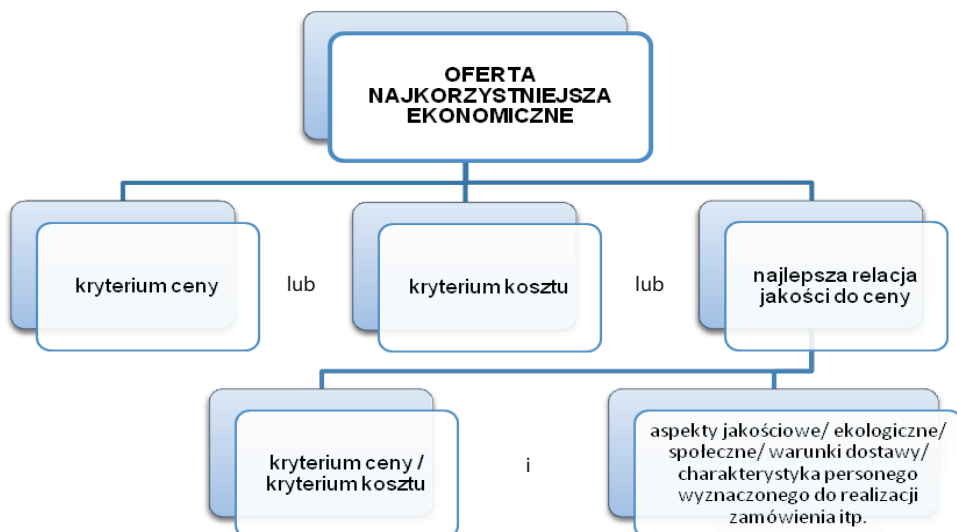 OFERTA
NAJKORZYSTNIEJSZA
EKONOMICZNE
kryterium ceny
lub
kryterium kosztu
lub
najlepsza relacja
jakości do ceny
kryterium ceny /
kryterium kosztu
i
aspekty jakościowe/ ekologiczne/
społeczne/ warunki dostawy/
charakterystyka personego
wyznaczonego do realizacji
zamówienia itp.